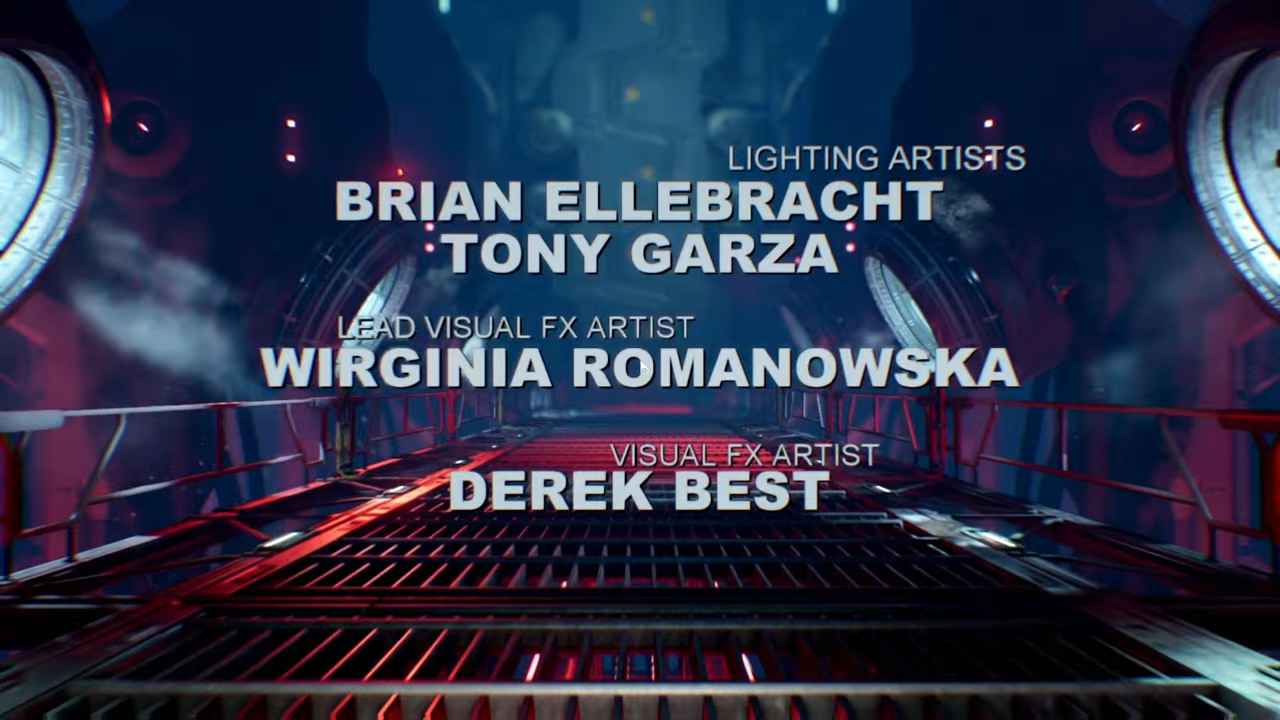 LIGHTING ARTISTS
BRIAN ELLEBRACHT
TONY GARZA
LEAD VISUAL FX ARTIST
WIRGINIA ROMANOWSKA
VISUAL FX ARTIST
DEREK BEST